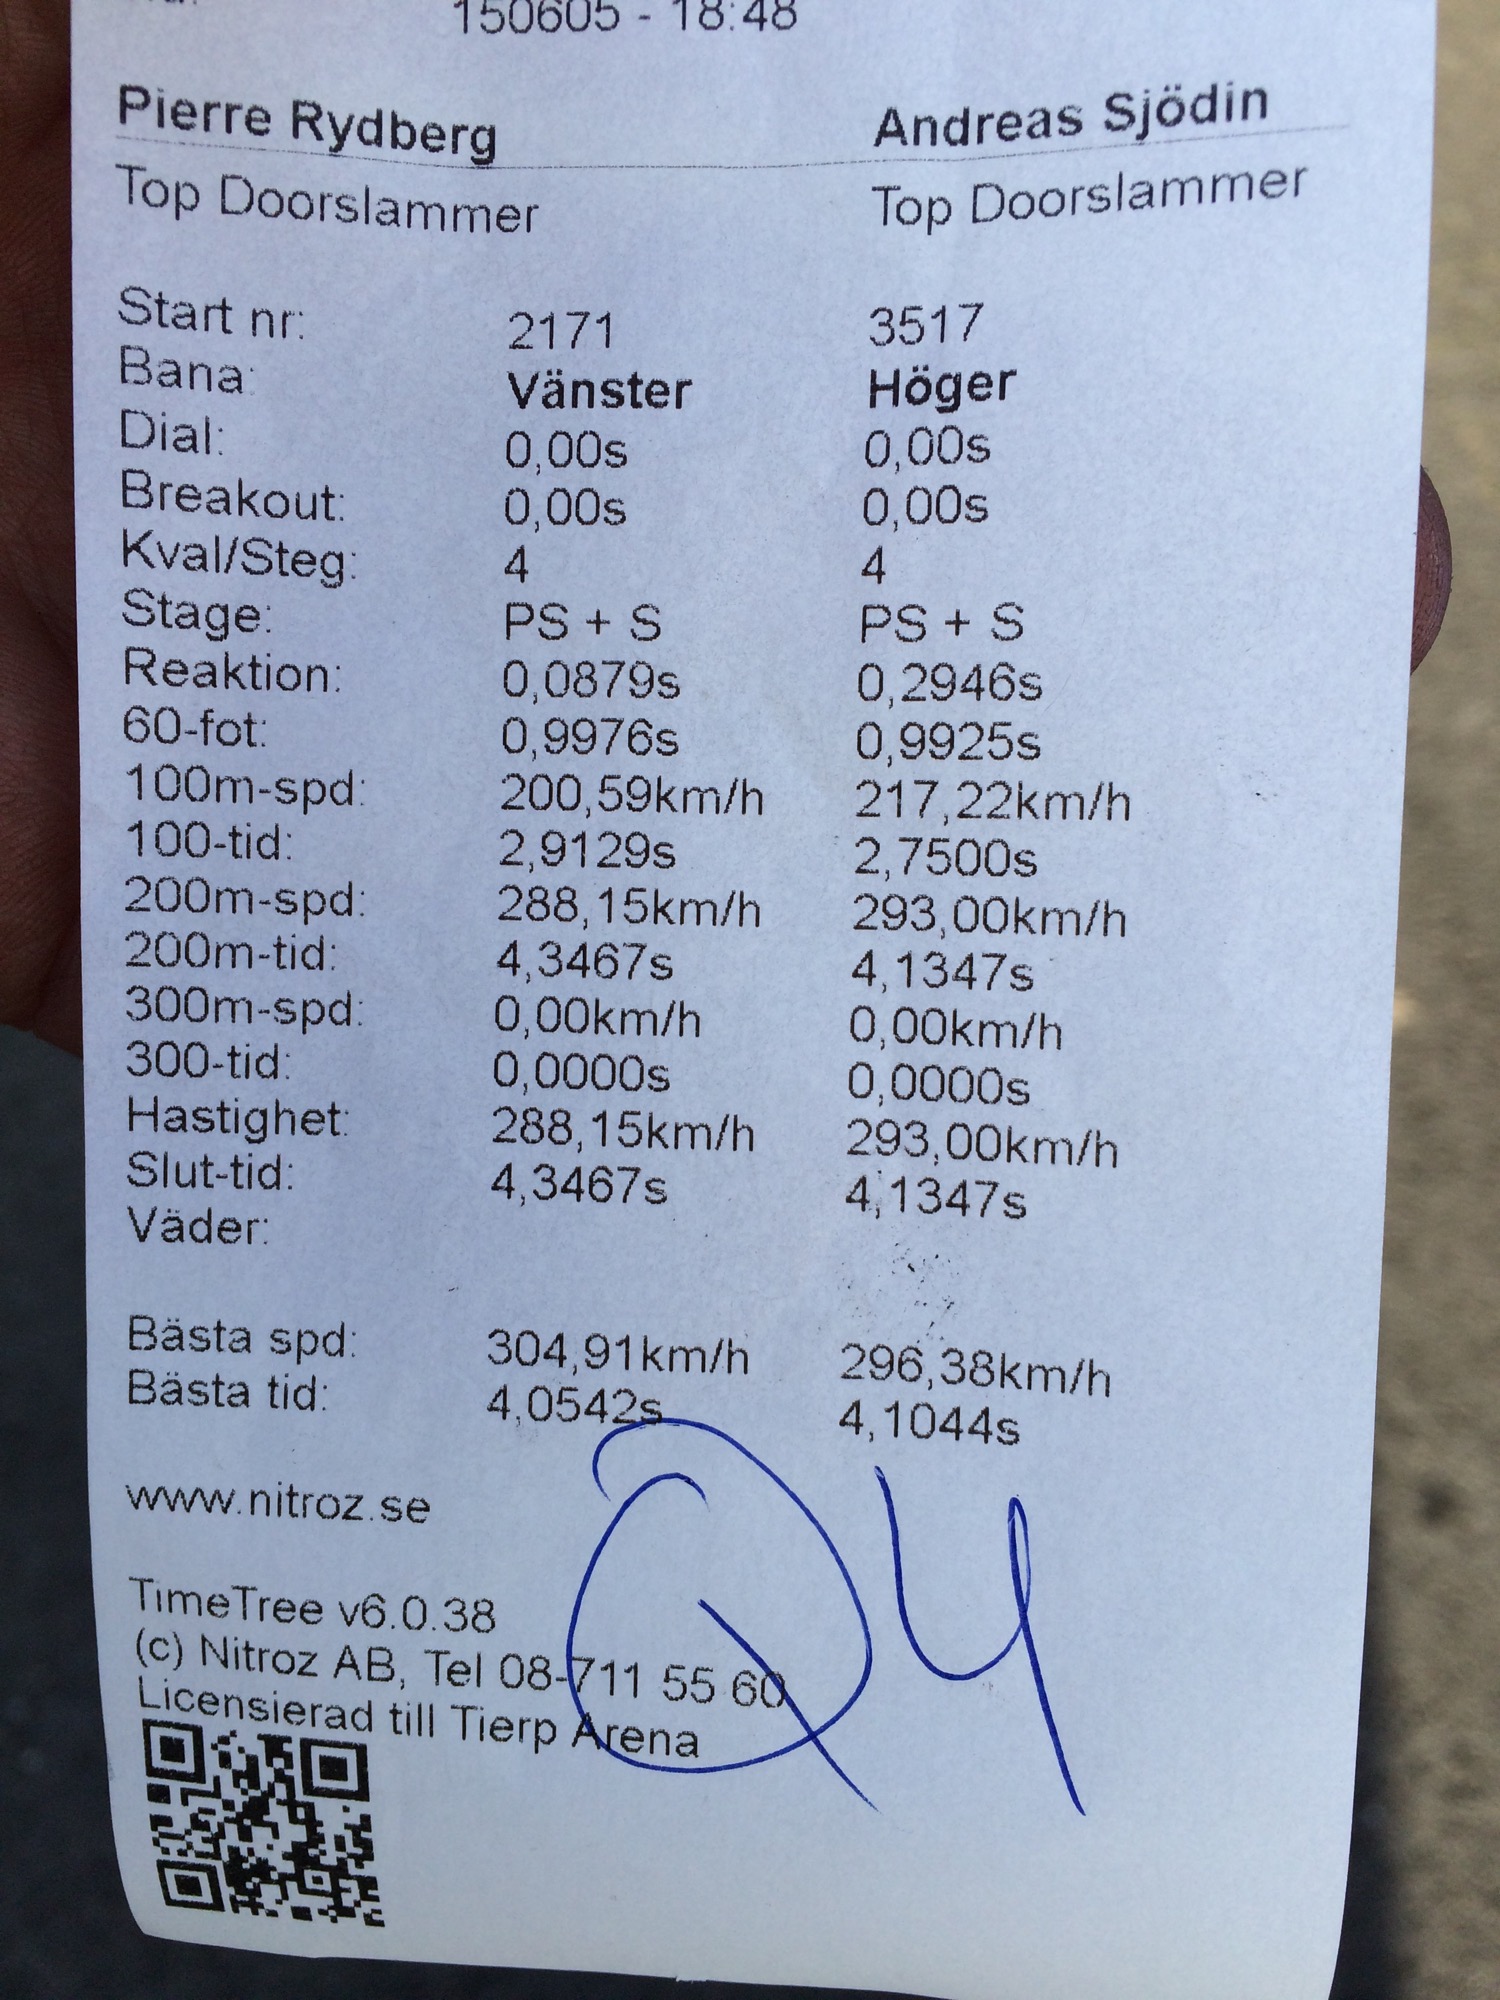 150605 - 18:48
Pierre Rydberg Andreas Sjödin
Top Doorslammer Top Doorslammer
Start nr: 2171 3517
Bana: Vänster Höger
Dial: 0,00s 0,00s
Breakout: 0,00s 0,00s
Kval/Steg: 4 4
Stage: PS + S PS + S
Reaktion: 0,0879s 0,2946s
60-fot: 0,9976s 0,9925s
100m-spd: 200,59km/h 217,22km/h
100-tid: 2,9129s 2,7500s
200m-spd: 288,15km/h 293,00km/h
200m-tid: 4,3467s 4,1347s
300m-spd: 0,00km/h 0,00km/h
300-tid: 0,0000s 0,0000s
Hastighet: 288,15km/h 293,00km/h
Slut-tid: 4,3467s 4,1347s
Väder:
Bästa spd: 304,91km/h 296,38km/h
Bästa tid: 4,0542s 4,1044s
www.nitroz.se
Q4
TimeTree v6.0.38
(c) Nitroz AB, Tel 08-711 55 60
Licensierad till Tierp Arena